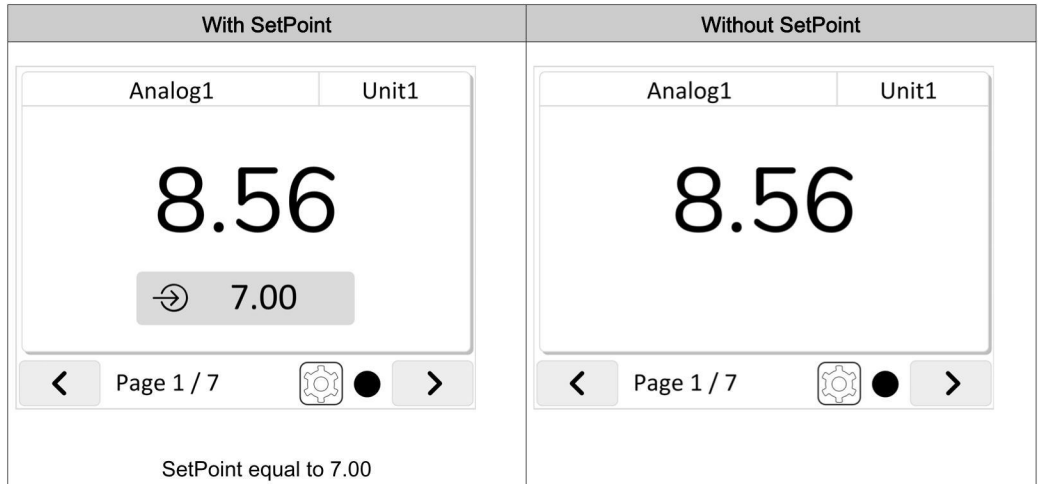 With SetPoint
Without SetPoint
Analog1 Unit1
8.56
7.00
Page 1 / 7
SetPoint equal to 7.00
Analog1 Unit1
8.56
Page 1 / 7